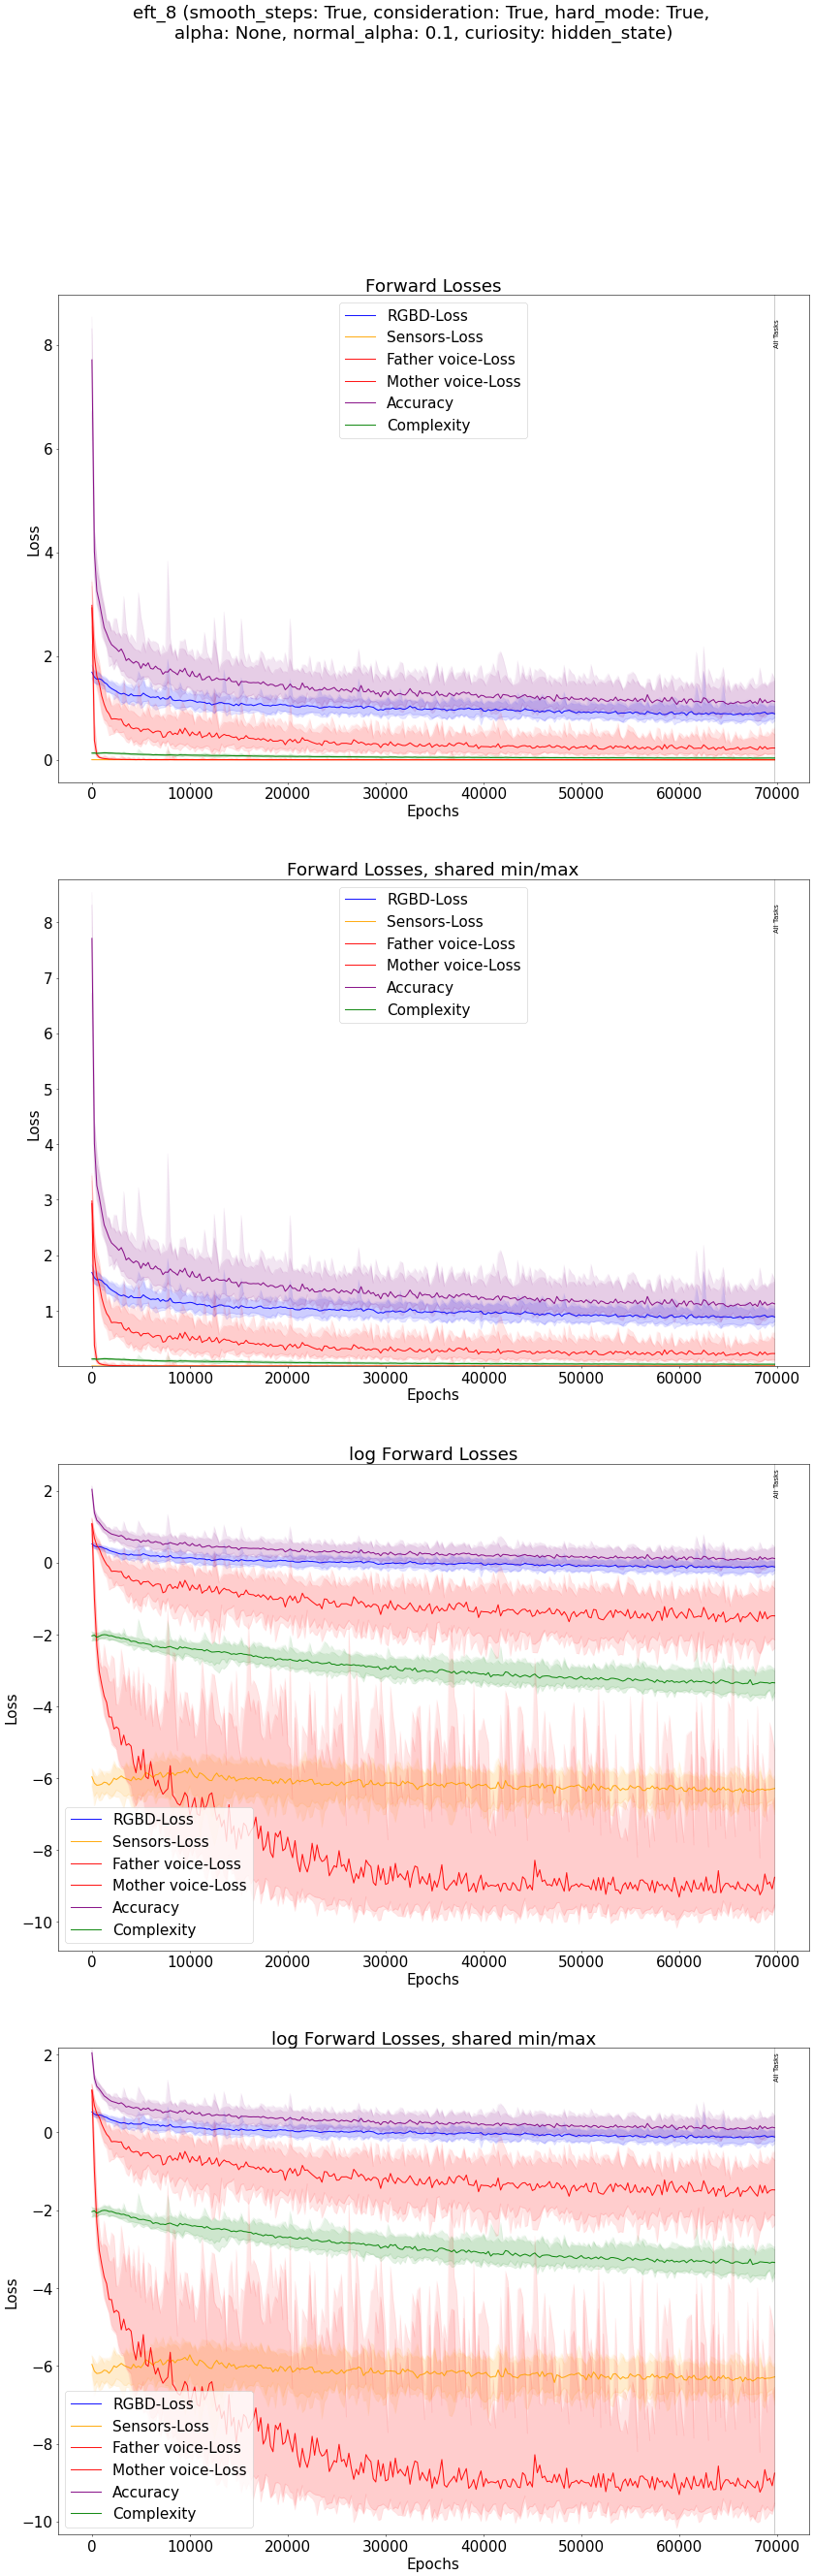 eft_8 (smooth_steps: True, consideration: True, hard_mode: True,
alpha: None, normal_alpha: 0.1, curiosity: hidden_state)
Forward Losses
RGBD-Loss
Sensors-Loss
Father voice-Loss
Mother voice-Loss
Accuracy
Complexity
All Tasks
8
6
4
2
0
Loss
0 10000 20000 30000 40000 50000 60000 70000
Epochs
Forward Losses, shared min/max
RGBD-Loss
Sensors-Loss
Father voice-Loss
Mother voice-Loss
Accuracy
Complexity
All Tasks
8
7
6
5
4
3
2
1
Loss
0 10000 20000 30000 40000 50000 60000 70000
Epochs
log Forward Losses
All Tasks
2
0
−2
−4
−6
−8
−10
Loss
RGBD-Loss
Sensors-Loss
Father voice-Loss
Mother voice-Loss
Accuracy
Complexity
0 10000 20000 30000 40000 50000 60000 70000
Epochs
log Forward Losses, shared min/max
All Tasks
2
0
−2
−4
−6
−8
−10
Loss
RGBD-Loss
Sensors-Loss
Father voice-Loss
Mother voice-Loss
Accuracy
Complexity
0 10000 20000 30000 40000 50000 60000 70000
Epochs